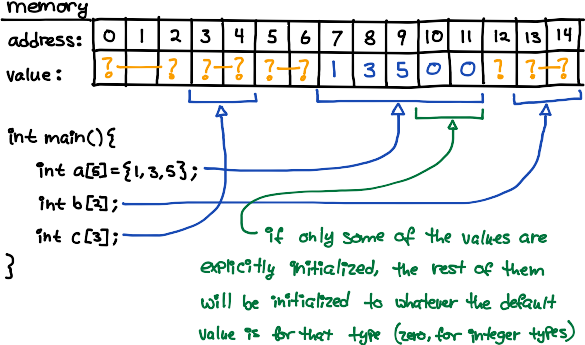 memory
address: 0 1 2 3 4 5 6 7 8 9 10 11 12 13 14
value: ? ? ? ? ? ? 1 3 5 0 0 ? ? ?
int main(){
int a[5]={1,3,5};
int b[2];
int c[3];
}
if only some of the values are
explicitly initialized, the rest of them
will be initialized to whatever the default
value is for that type (zero, for integer types)